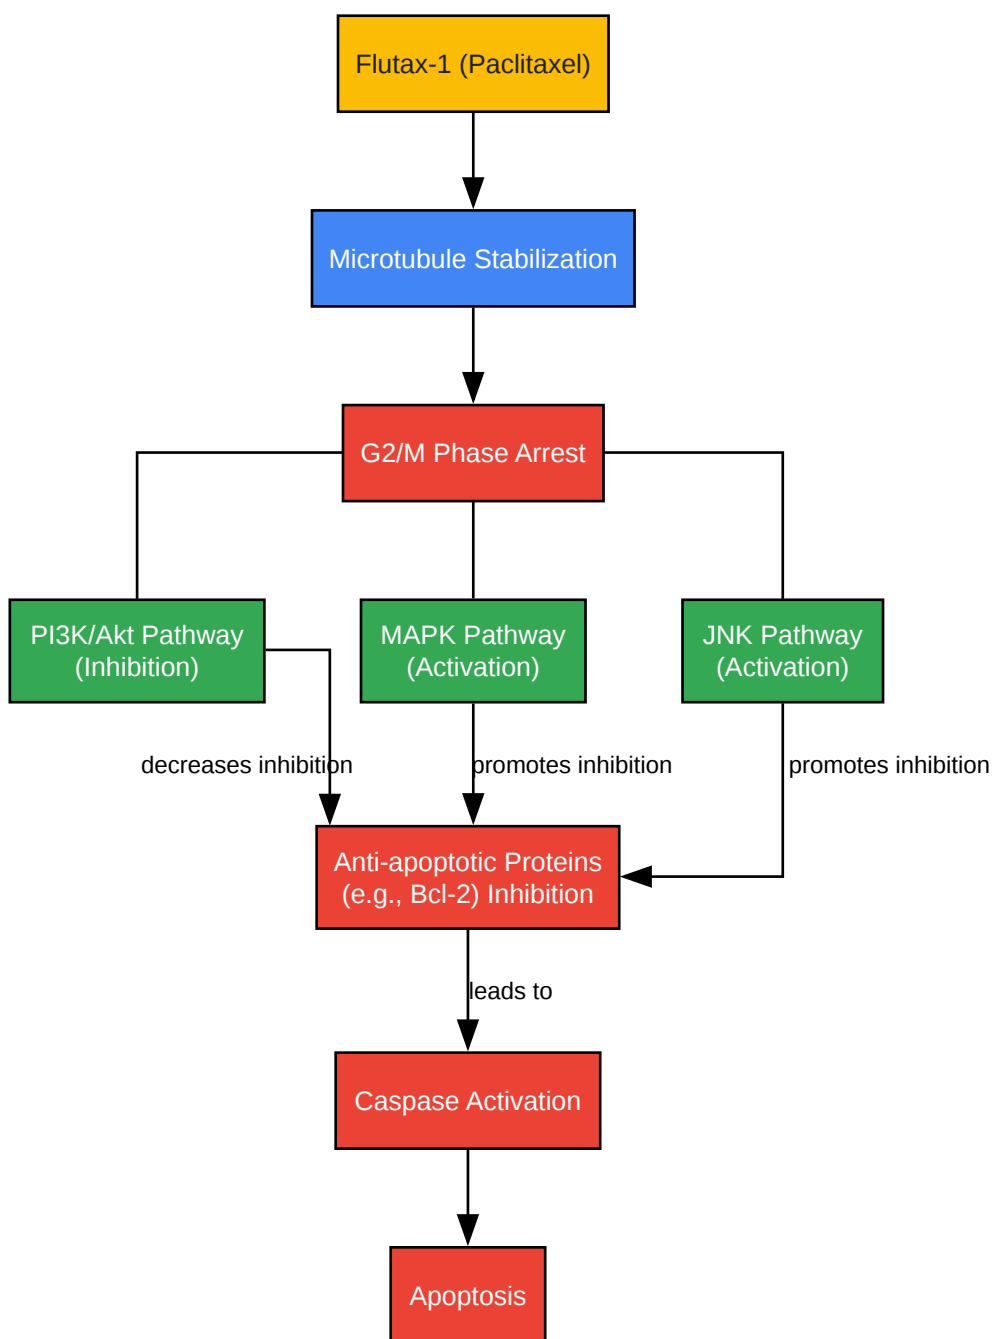 Flutax-1 (Paclitaxel)
Microtubule Stabilization
G2/M Phase Arrest
PI3K/Akt Pathway
(Inhibition)
MAPK Pathway
(Activation)
JNK Pathway
(Activation)
decreases inhibition
promotes inhibition
promotes inhibition
Anti-apoptotic Proteins
(e.g., Bcl-2) Inhibition
leads to
Caspase Activation
Apoptosis